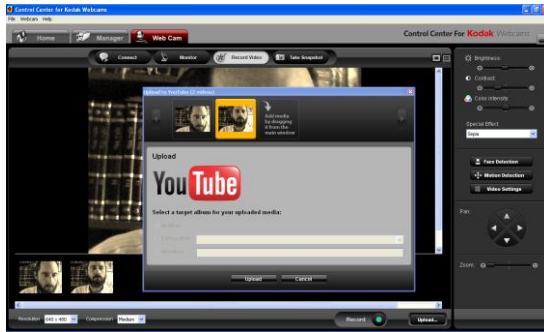 Control Center for Kodak Webcams
File Webcam Help
Home
Manager
Web Cam
Control Center For Kodak Webcams
Connect
Monitor
Record Video
Take Snapshot
Brightness:
Contrast:
Color intensity:
Special Effect
Sepia
Upload to YouTube (2 videos)
Add media
by dragging
it from the
main window
Upload
YouTube
Select a target album for your uploaded media:
Upload
Cancel
Face Detection
Motion Detection
Video Settings
Pan:
Zoom:
Resolution: 640 x 480
Compression: Medium
Record
Upload...